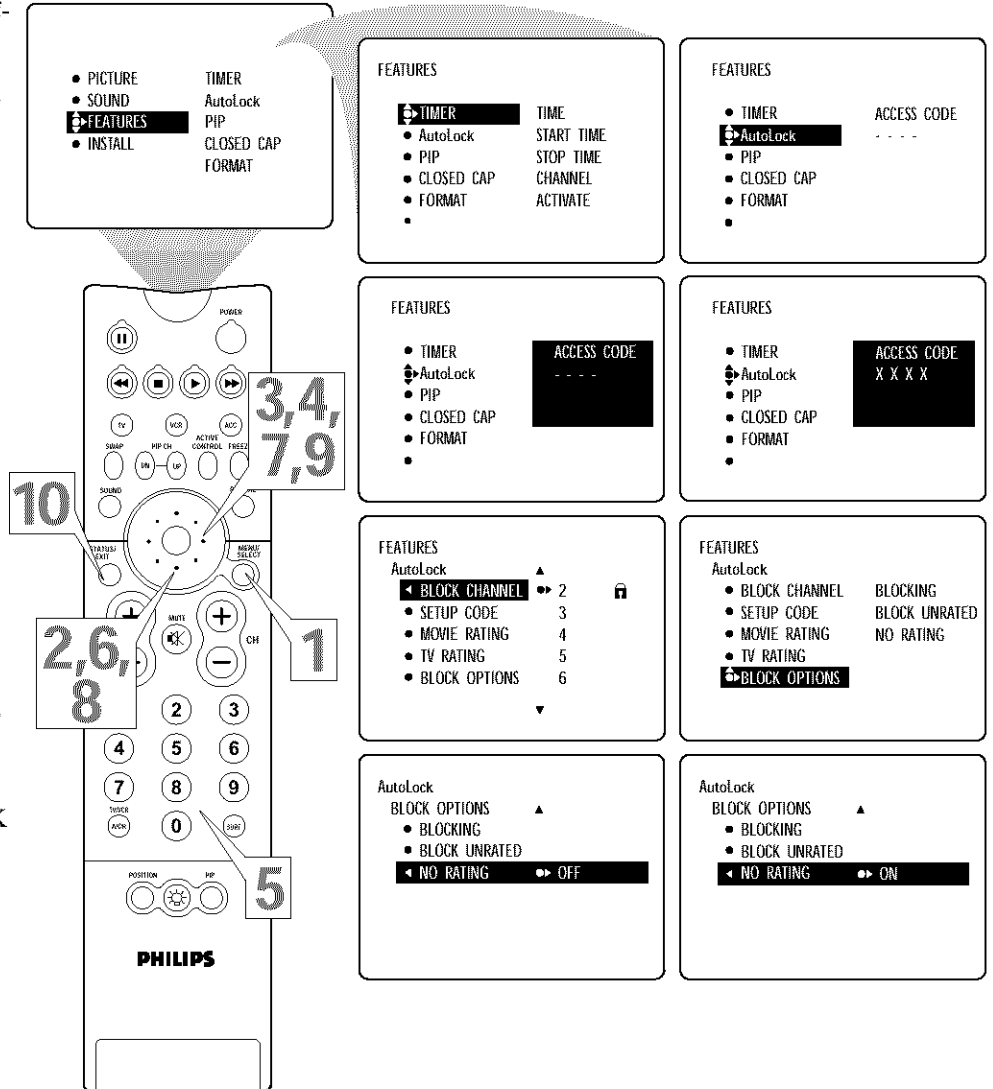 PICTURE TIMER
SOUND AutoLock
FEATURES PIP
INSTALL CLOSED CAP
FORMAT
FEATURES
TIMER TIME
AutoLock START TIME
PIP STOP TIME
CLOSED CAP CHANNEL
FORMAT ACTIVATE
FEATURES
TIMER ACCESS CODE
AutoLock - - - -
PIP
CLOSED CAP
FORMAT
FEATURES
TIMER ACCESS CODE
AutoLock - - - -
PIP
CLOSED CAP
FORMAT
FEATURES
TIMER ACCESS CODE
AutoLock X X X X
PIP
CLOSED CAP
FORMAT
FEATURES
AutoLock
BLOCK CHANNEL 2
SETUP CODE 3
MOVIE RATING 4
TV RATING 5
BLOCK OPTIONS 6
FEATURES
AutoLock
BLOCK CHANNEL BLOCKING
SETUP CODE BLOCK UNRATED
MOVIE RATING NO RATING
TV RATING
BLOCK OPTIONS
AutoLock
BLOCK OPTIONS
BLOCKING
BLOCK UNRATED
NO RATING OFF
AutoLock
BLOCK OPTIONS
BLOCKING
BLOCK UNRATED
NO RATING ON
POWER
TV VCR ACC
SWAP PIP CH ACTIVE CONTROL FREEZ
DN UP
SOUND
STATUS/EXIT MENU/SELECT
MUTE
CH
2 3
4 5 6
7 8 9
TV/VCR
A/CH 0 SURF
POSITION PIP
PHILIPS
3,4,
7,9
10
1
2,6,
8
5